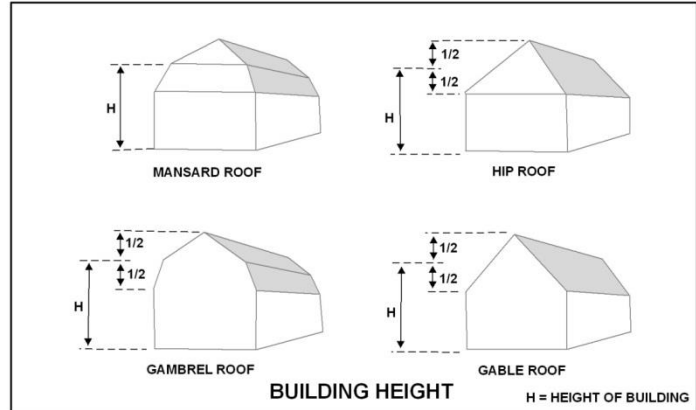 1/2
1/2
H
H
MANSARD ROOF
HIP ROOF
1/2
1/2
1/2
1/2
H
H
GAMBREL ROOF
GABLE ROOF
BUILDING HEIGHT
H = HEIGHT OF BUILDING